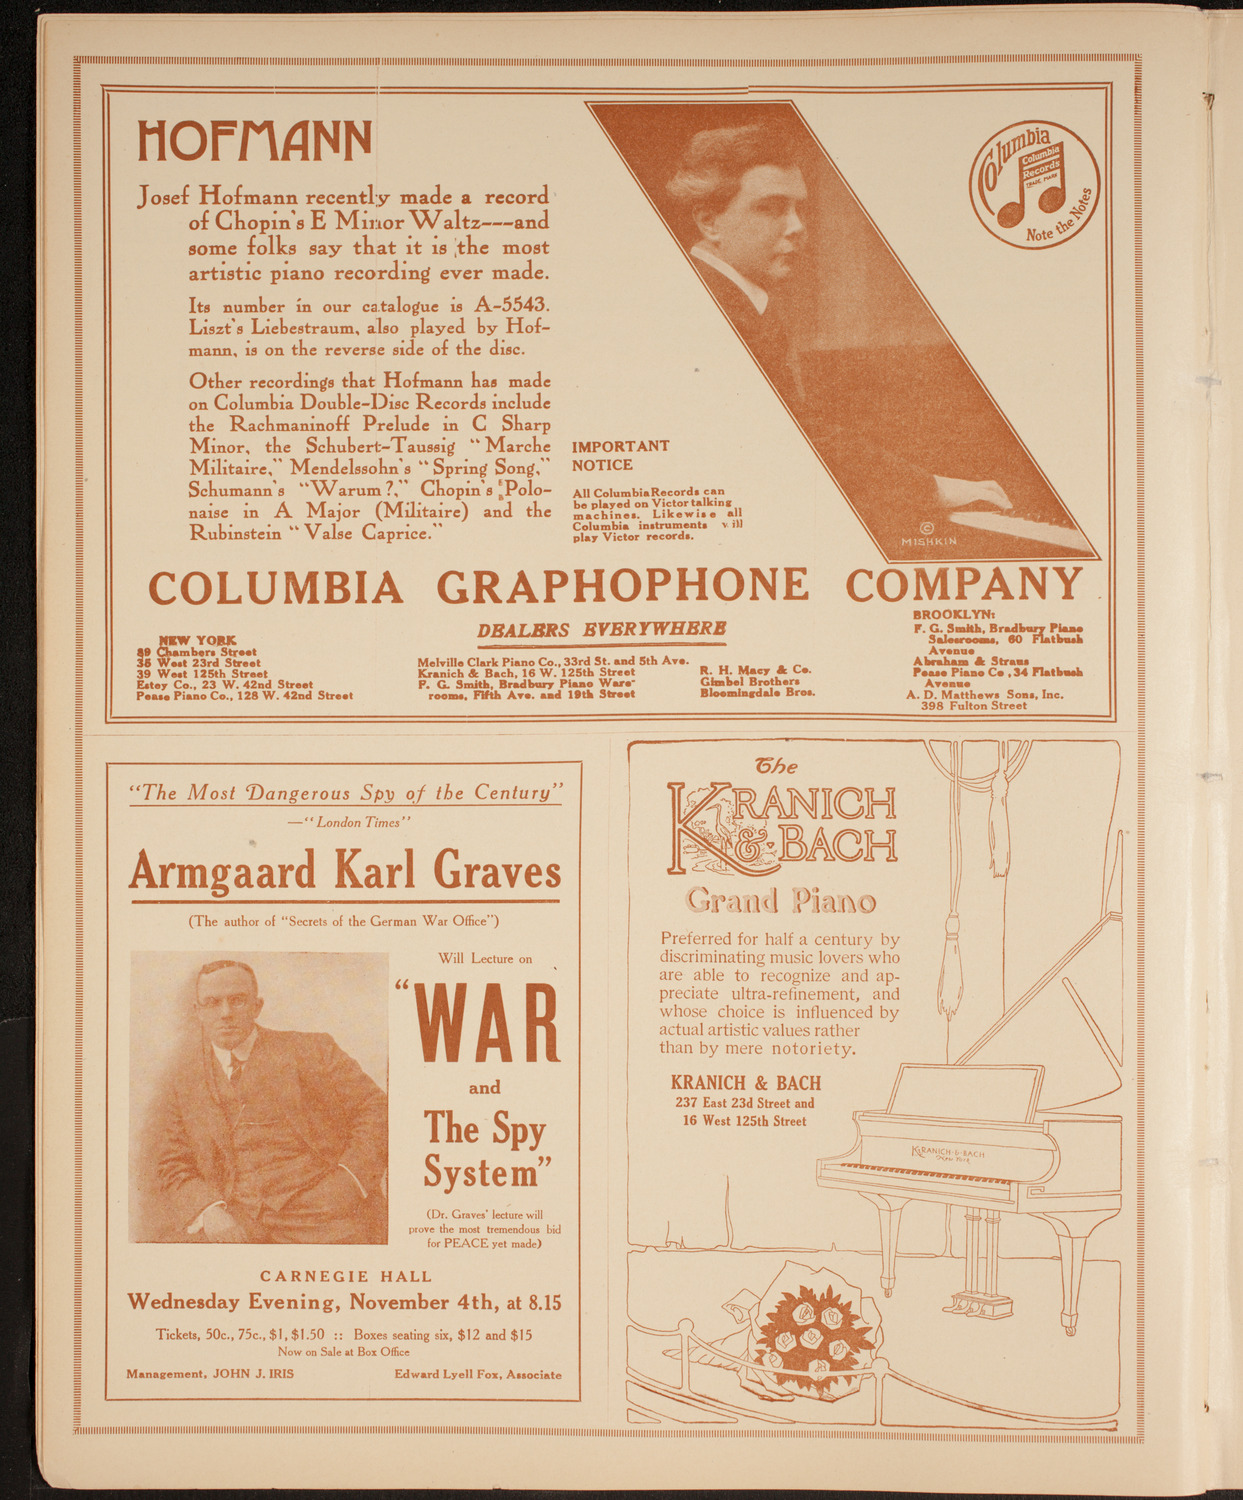 HOFMANN
Josef Hofmann recently made a record
of Chopin's E Minor Waltz---and
some folks say that it is the most
artistic piano recording ever made.
Its number in our catalogue is A-5543.
Liszt's Liebestraum, also played by Hof-
mann, is on the reverse side of the disc.
Other recordings that Hofmann has made
on Columbia Double-Disc Records include
the Rachmaninoff Prelude in C Sharp
Minor, the Schubert-Taussig "Marche
Militaire," Mendelssohn's "Spring Song,"
Schumann's "Warum?," Chopin's Polo-
naise in A Major (Militaire) and the
Rubinstein "Valse Caprice."
IMPORTANT
NOTICE
All Columbia Records can
be played on Victor talking
machines. Likewise all
Columbia instruments will
play Victor records.
© MISHKIN
Columbia
Columbia
Records
TRADE MARK
Note the Notes
COLUMBIA GRAPHOPHONE COMPANY
DEALERS EVERYWHERE
NEW YORK
89 Chambers Street
35 West 23rd Street
39 West 125th Street
Estey Co., 23 W. 42nd Street
Pease Piano Co., 128 W. 42nd Street
Melville Clark Piano Co., 33rd St. and 5th Ave.
Kranich & Bach, 16 W. 125th Street
F. G. Smith, Bradbury Piano Ware-
rooms, Fifth Ave. and 19th Street
R. H. Macy & Co.
Gimbel Brothers
Bloomingdale Bros.
BROOKLYN:
F. G. Smith, Bradbury Piano
Salesrooms, 60 Flatbush
Avenue
Abraham & Straus
Pease Piano Co., 34 Flatbush
Avenue
A. D. Matthews Sons, Inc.
398 Fulton Street
"The Most Dangerous Spy of the Century"
—"London Times"
Armgaard Karl Graves
(The author of "Secrets of the German War Office")
Will Lecture on
"WAR
and
The Spy
System"
(Dr. Graves' lecture will
prove the most tremendous bid
for PEACE yet made)
CARNEGIE HALL
Wednesday Evening, November 4th, at 8.15
Tickets, 50c., 75c., $1, $1.50 :: Boxes seating six, $12 and $15
Now on Sale at Box Office
Management, JOHN J. IRIS Edward Lyell Fox, Associate
The
KRANICH
& BACH
Grand Piano
Preferred for half a century by
discriminating music lovers who
are able to recognize and ap-
preciate ultra-refinement, and
whose choice is influenced by
actual artistic values rather
than by mere notoriety.
KRANICH & BACH
237 East 23d Street and
16 West 125th Street
KRANICH & BACH
New York